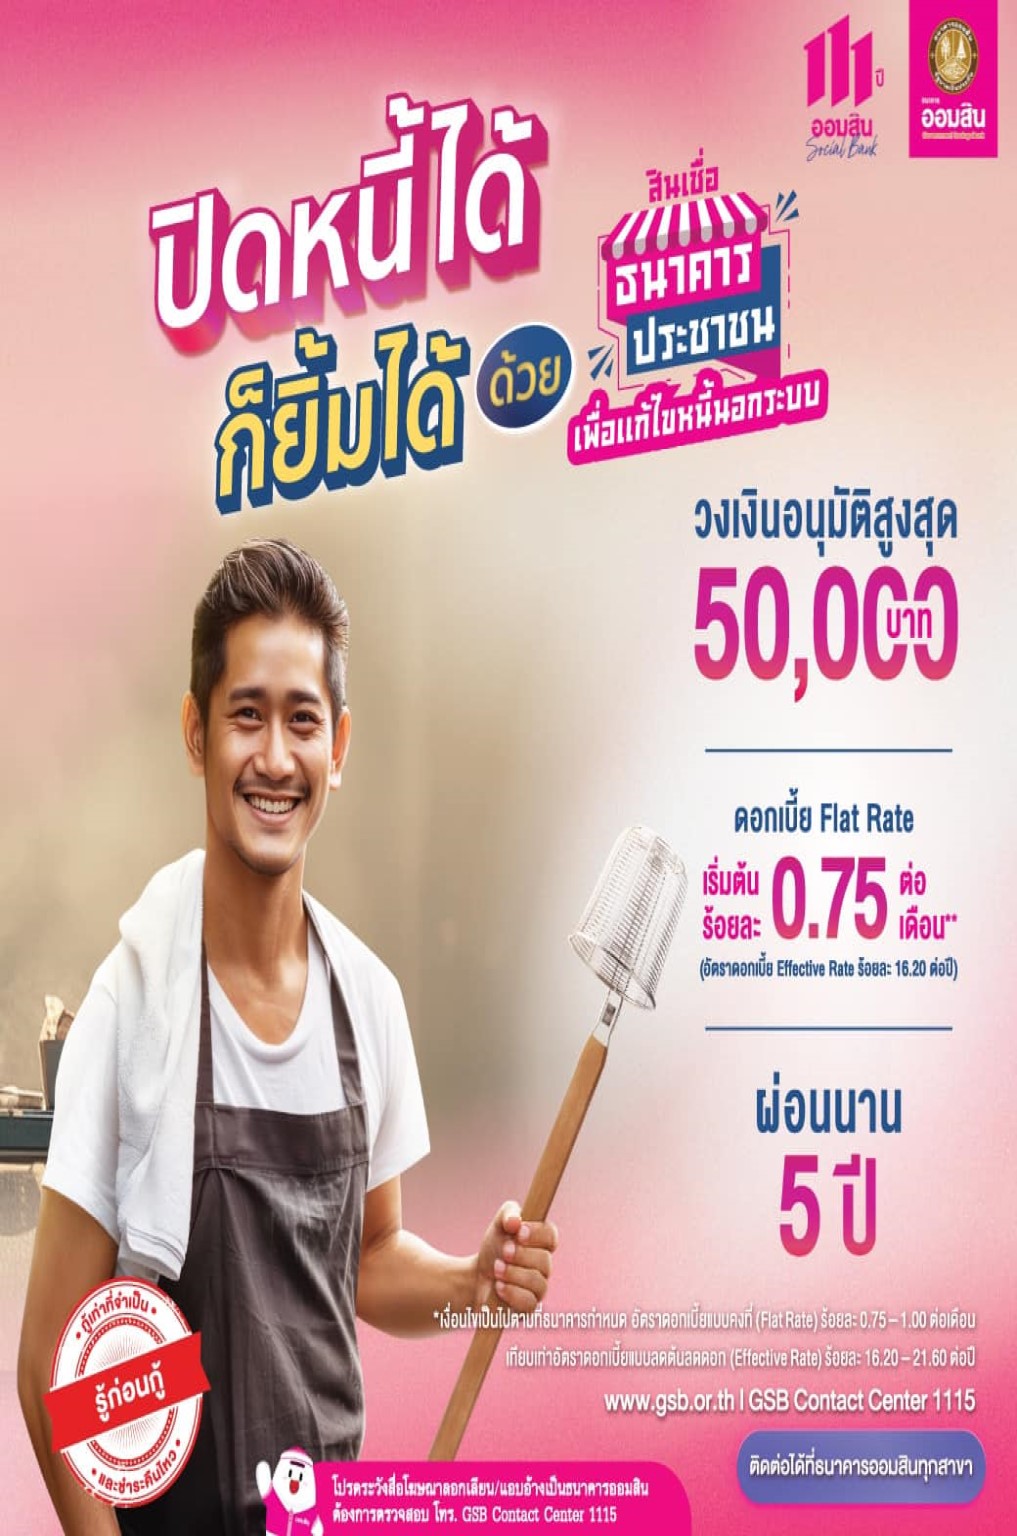 111 ปี
ออมสิน
Social Bank
ธนาคาร
ออมสิน
Government Savings Bank
ปิดหนี้ได้
ก็ยิ้มได้ ด้วย
สินเชื่อ
ธนาคาร
ประชาชน
เพื่อแก้ไขหนี้นอกระบบ
วงเงินอนุมัติสูงสุด
50,000
บาท
ดอกเบี้ย Flat Rate
เริ่มต้น
ร้อยละ 0.75 ต่อ
เดือน**
(อัตราดอกเบี้ย Effective Rate ร้อยละ 16.20 ต่อปี)
ผ่อนนาน
5 ปี
*เงื่อนไขเป็นไปตามที่ธนาคารกำหนด อัตราดอกเบี้ยแบบคงที่ (Flat Rate) ร้อยละ 0.75 – 1.00 ต่อเดือน
เทียบเท่าอัตราดอกเบี้ยแบบลดต้นลดดอก (Effective Rate) ร้อยละ 16.20 – 21.60 ต่อปี
www.gsb.or.th | GSB Contact Center 1115
ติดต่อได้ที่ธนาคารออมสินทุกสาขา
กู้เท่าที่จำเป็น
รู้ก่อนกู้
และชำระคืนไหว
โปรดระวังสื่อโฆษณาลอกเลียน/แอบอ้างเป็นธนาคารออมสิน
ต้องการตรวจสอบ โทร. GSB Contact Center 1115